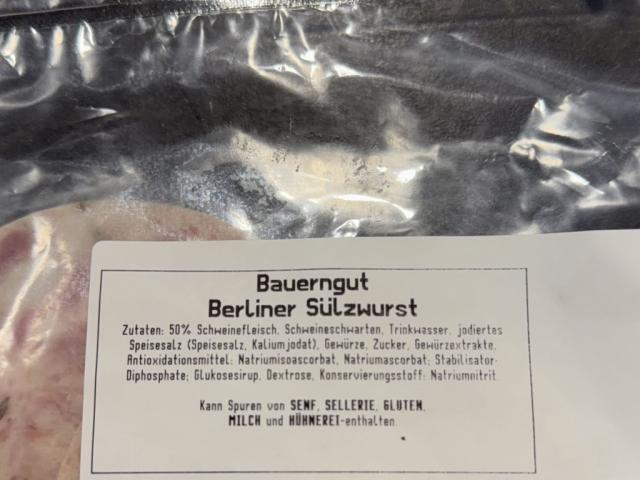 Bauerngut
Berliner Sülzwurst
Zutaten: 50% Schweinefleisch, Schweineschwarten, Trinkwasser, jodiertes
Speisesalz (Speisesalz, Kaliumjodat), Gewürze, Zucker, Gewürzextrakte,
Antioxidationsmittel: Natriumisoascorbat, Natriumascorbat; Stabilisator:
Diphosphate; Glukosesirup, Dextrose, Konservierungsstoff: Natriumnitrit.
Kann Spuren von SENF, SELLERIE, GLUTEN,
MILCH und HÜHNEREI-enthalten.